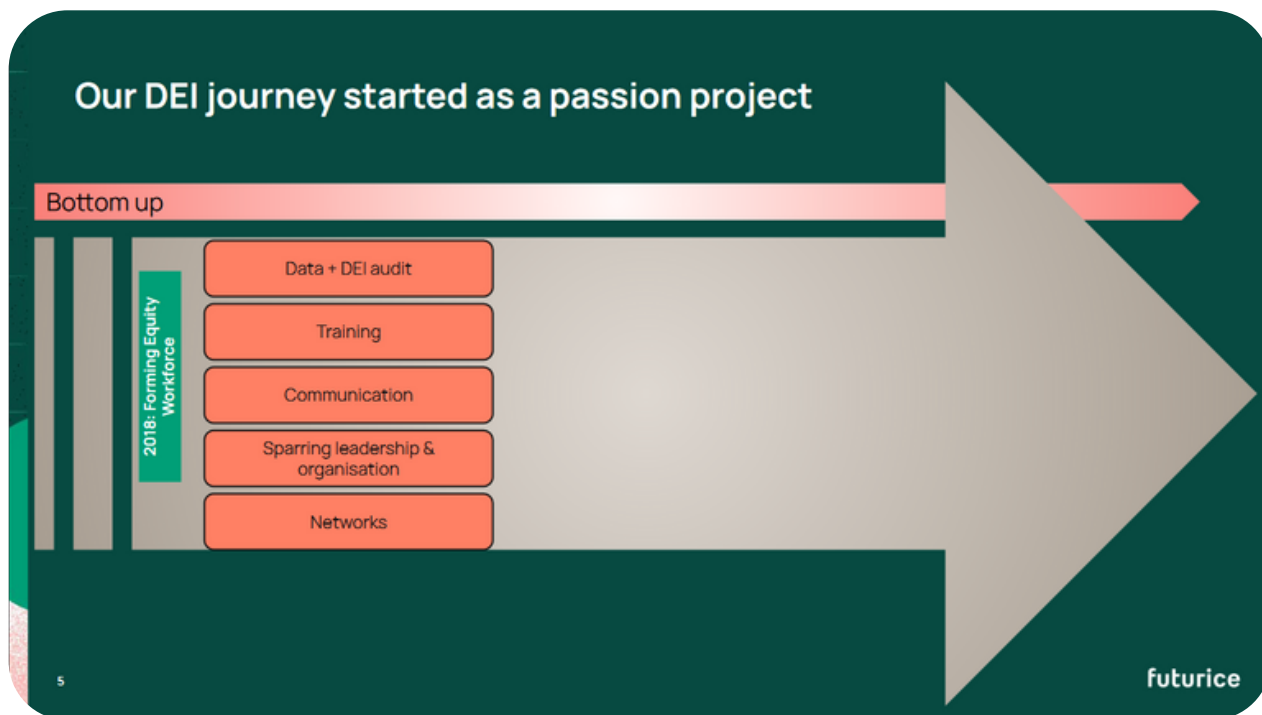 Our DEI journey started as a passion project
Bottom up
2018: Forming Equity
Workforce
Data + DEI audit
Training
Communication
Sparring leadership &
organisation
Networks
5
futurice